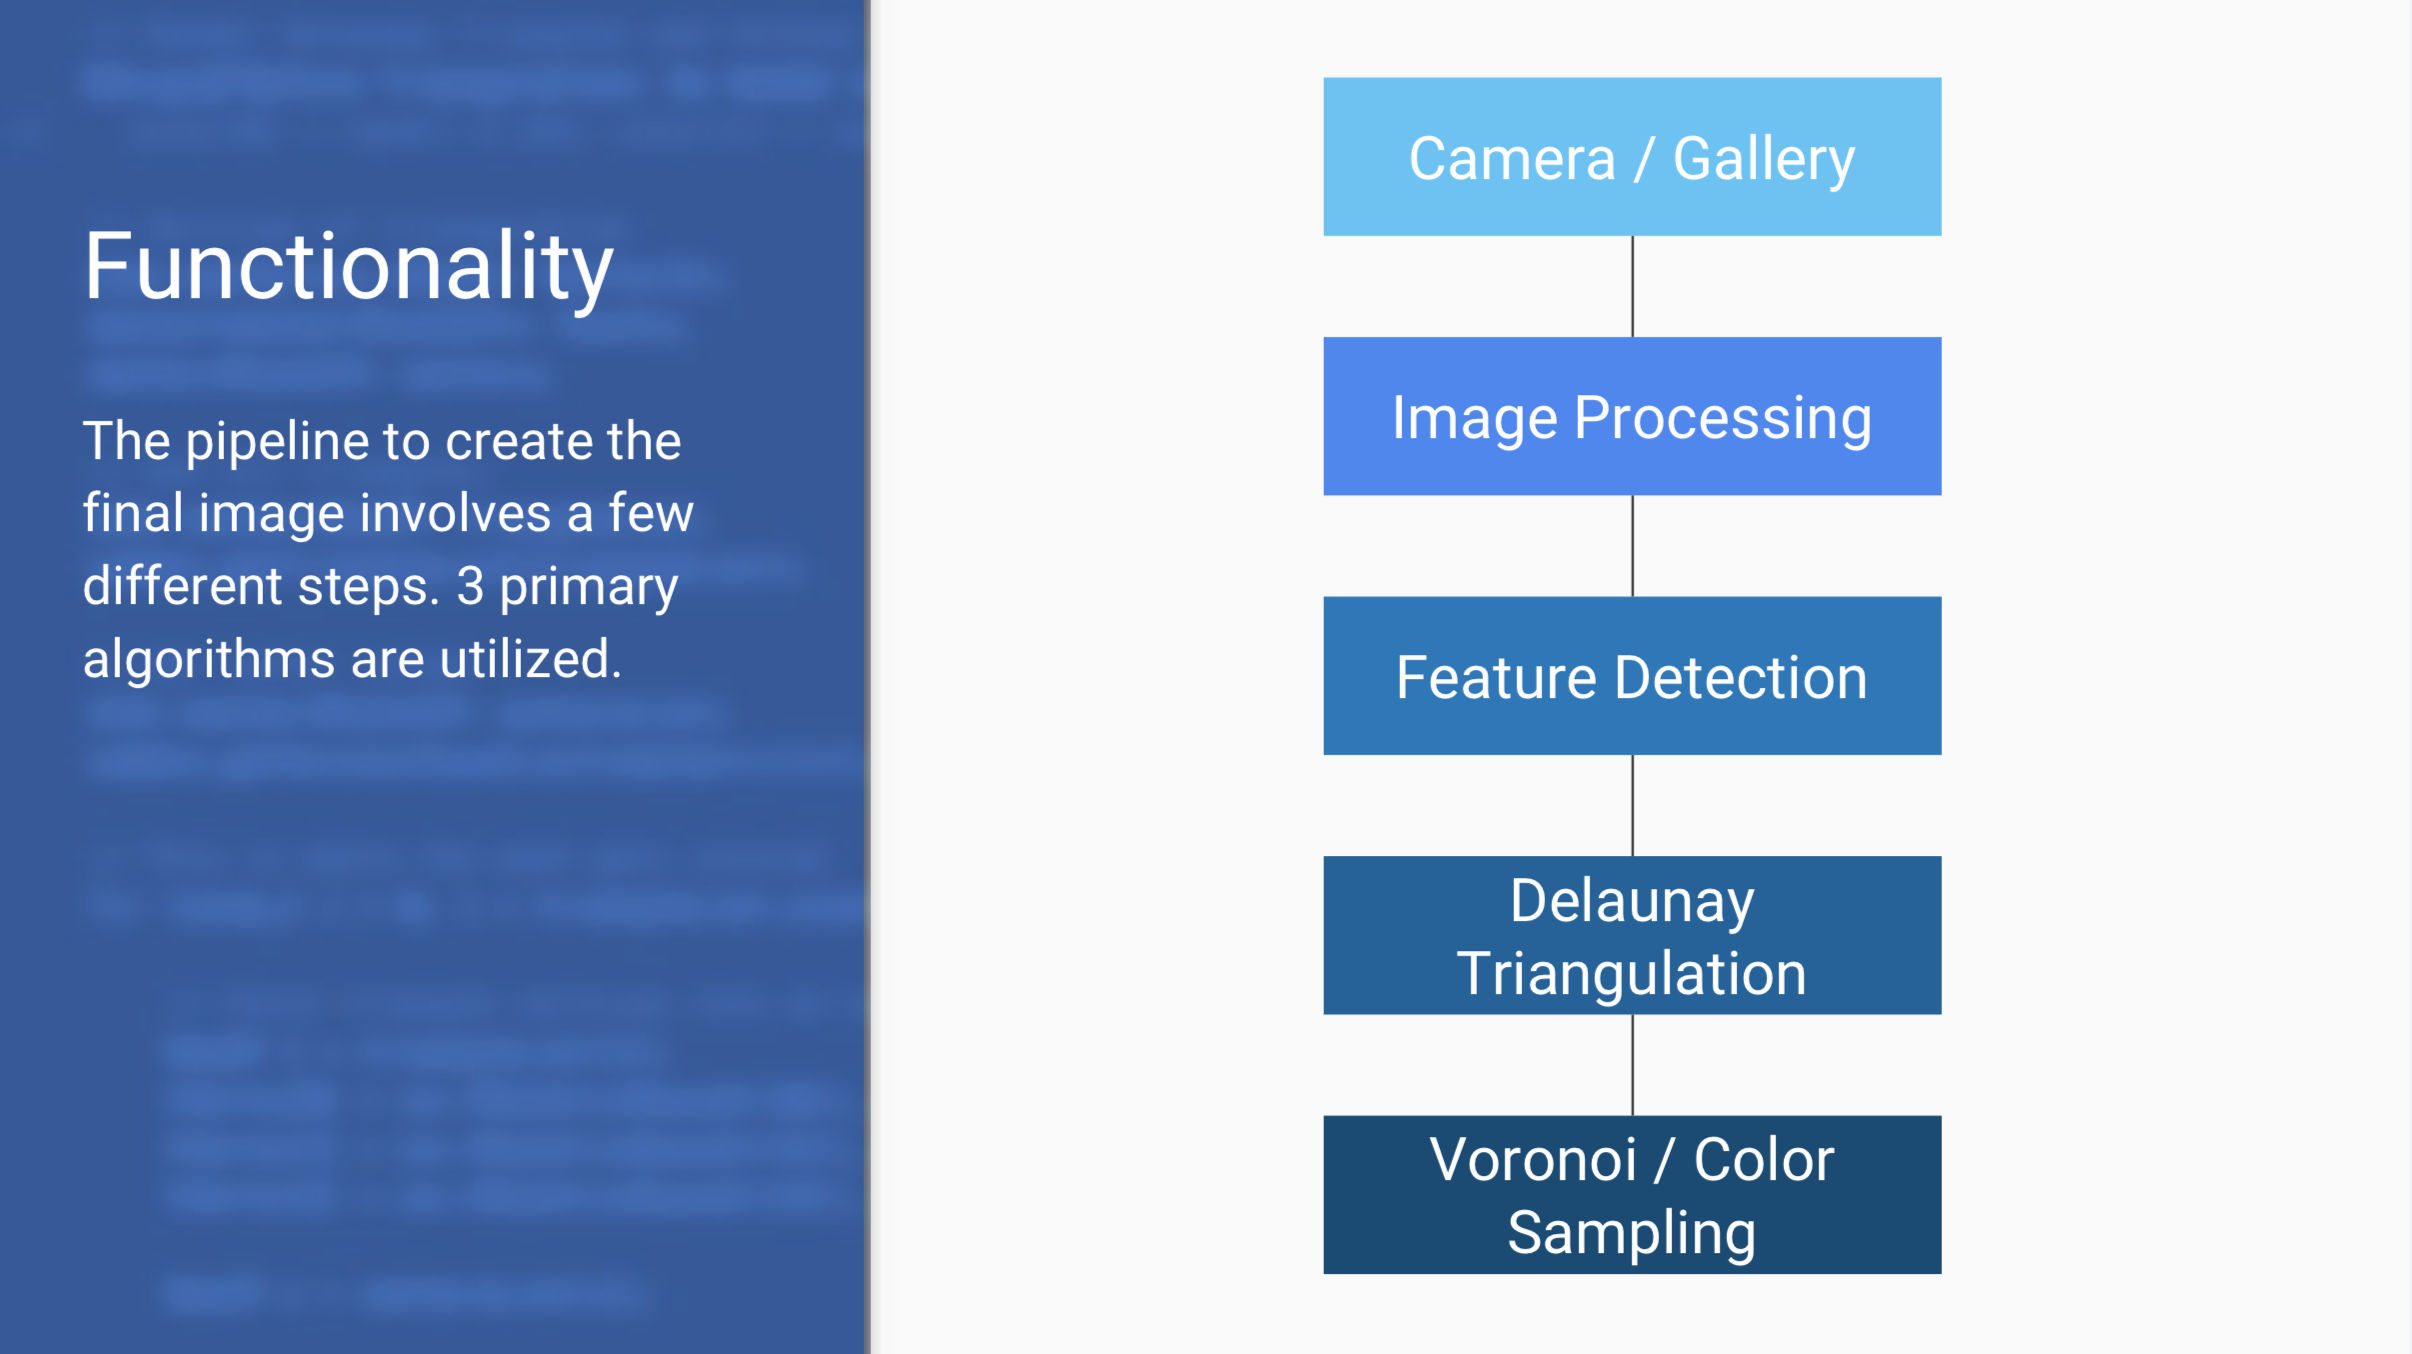 Functionality
The pipeline to create the
final image involves a few
different steps. 3 primary
algorithms are utilized.
Camera / Gallery
Image Processing
Feature Detection
Delaunay
Triangulation
Voronoi / Color
Sampling